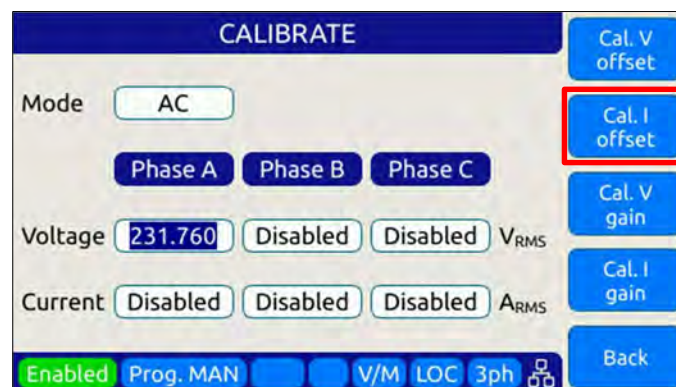 CALIBRATE
Cal. V
offset
Mode AC
Cal. I
offset
Phase A Phase B Phase C
Cal. V
gain
Voltage 231.760 Disabled Disabled VRMS
Cal. I
gain
Current Disabled Disabled Disabled ARMS
Back
Enabled Prog. MAN V/M LOC 3ph